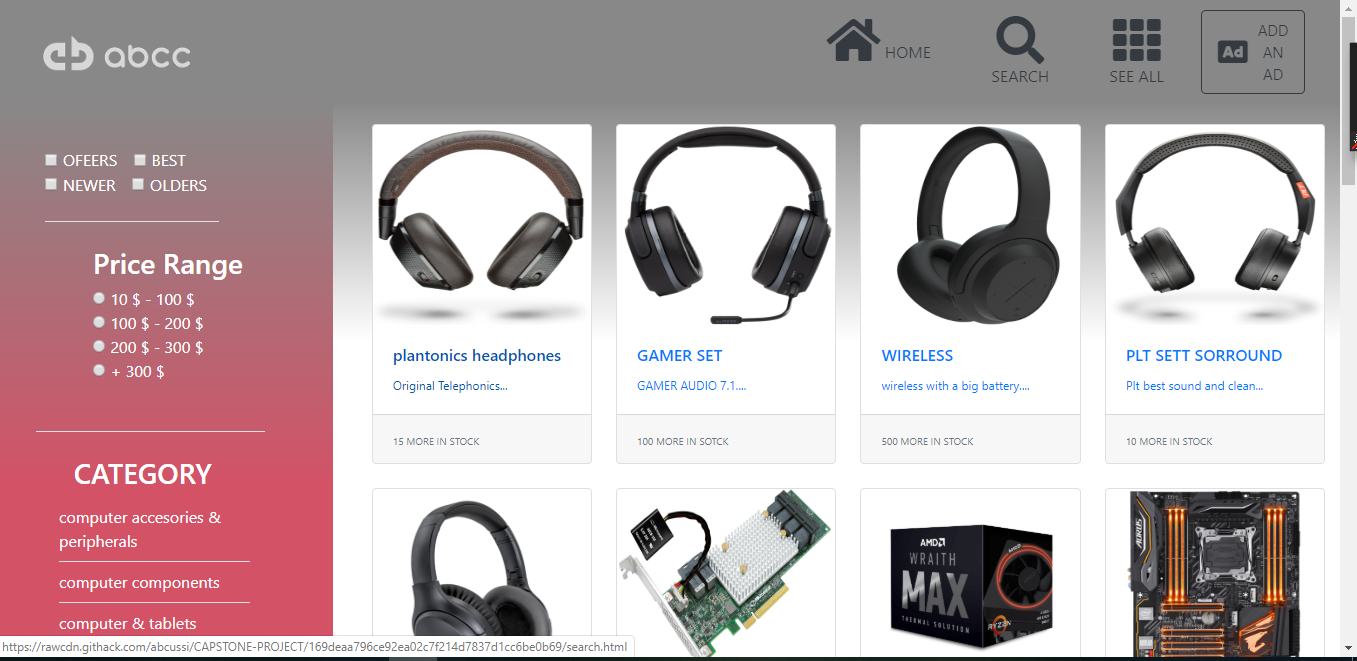 abcc
HOME
SEARCH
SEE ALL
Ad
ADD
AN
AD
OFEERS
BEST
NEWER
OLDERS
Price Range
10 $ - 100 $
100 $ - 200 $
200 $ - 300 $
+ 300 $
CATEGORY
computer accesories &
peripherals
computer components
computer & tablets
plantonics headphones
Original Telephonics...
15 MORE IN STOCK
GAMER SET
GAMER AUDIO 7.1....
100 MORE IN SOTCK
WIRELESS
wireless with a big battery....
500 MORE IN STOCK
PLT SETT SORROUND
Plt best sound and clean...
10 MORE IN STOCK
AMD
WRAITH
MAX
THERMAL SOLUTION
RYZEN
AORUS
https://rawcdn.githack.com/abcussi/CAPSTONE-PROJECT/169deaa796ce92ea02c7f214d7837d1cc6be0b69/search.html